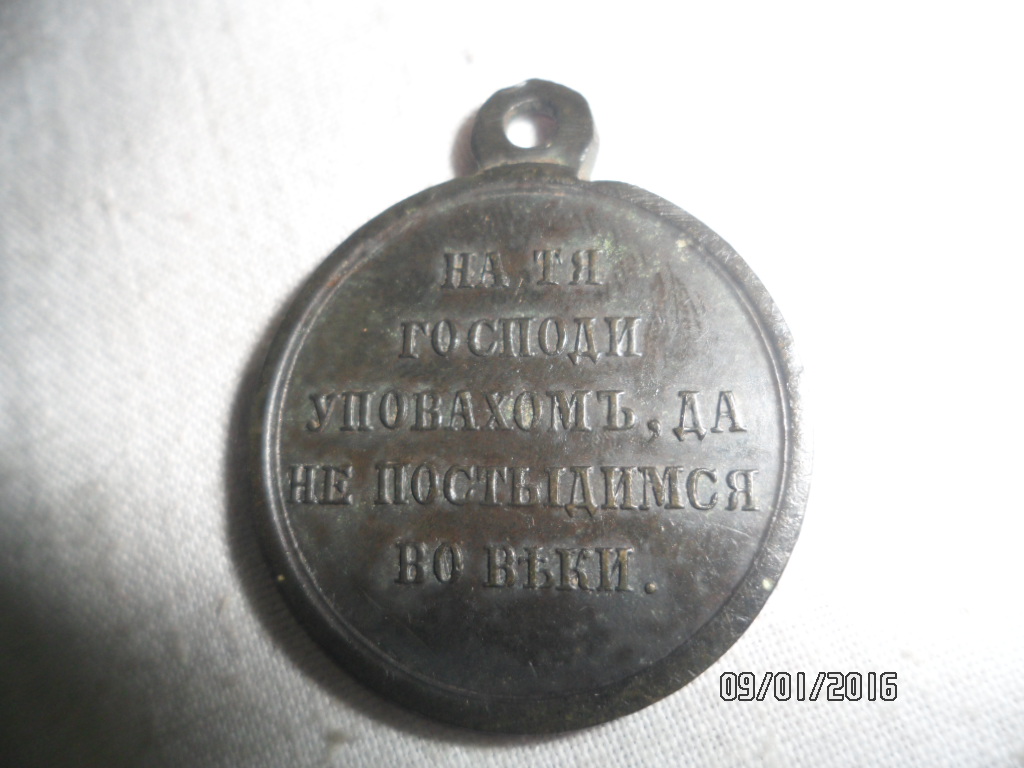 НА ТЯ
ГОСПОДИ
УПОВАХОМЪ, ДА
НЕ ПОСТЫДИМСЯ
ВО ВѢКИ.
09/01/2016